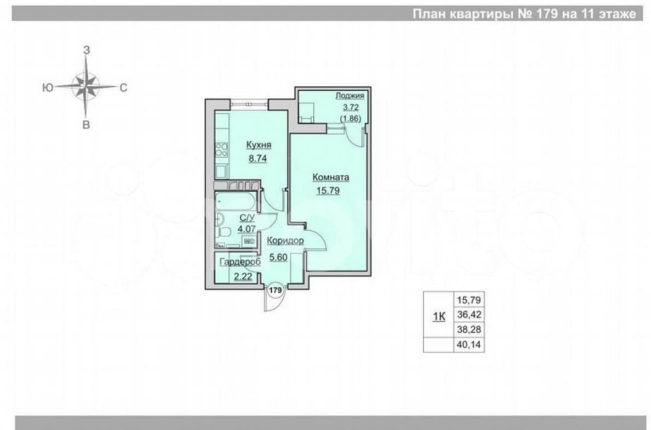 План квартиры № 179 на 11 этаже
З
Ю
С
В
Лоджия
3.72
(1.86)
Кухня
8.74
Комната
15.79
С/У
4.07
Коридор
5.60
Гардероб
2.22
179
1К
15,79
36,42
38,28
40,14